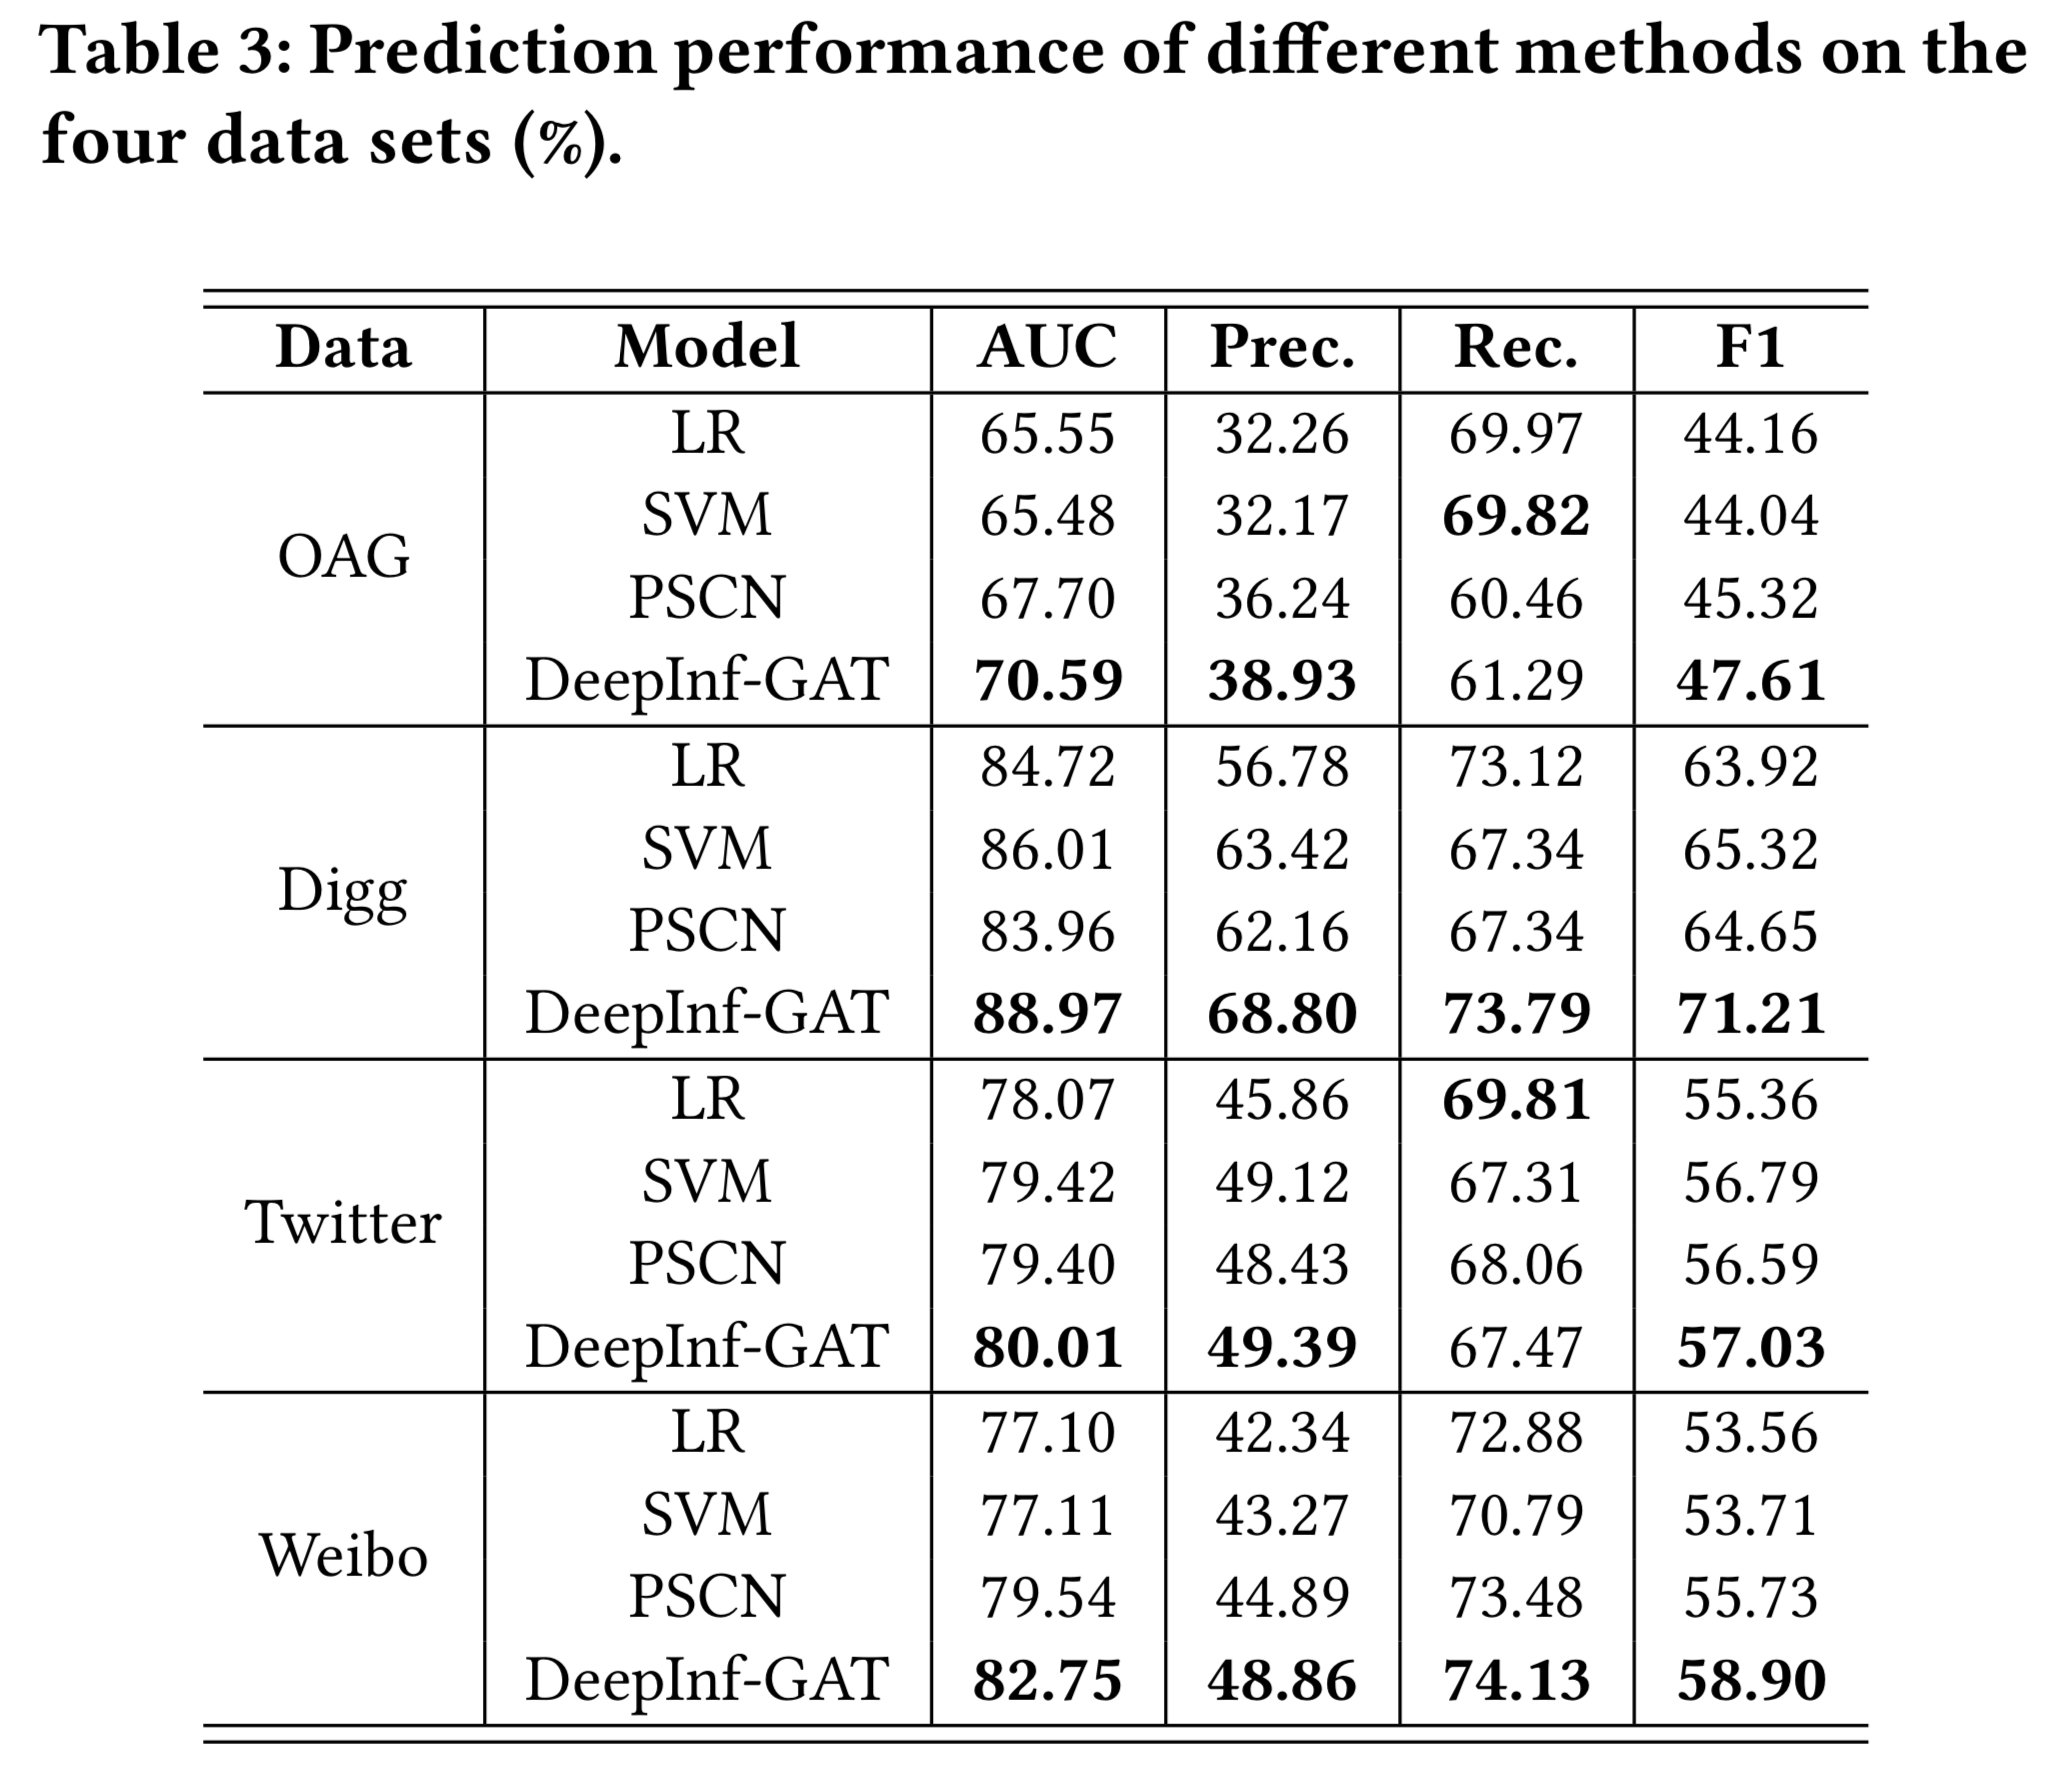 Table 3: Prediction performance of different methods on the
four data sets (%).
Data Model AUC Prec. Rec. F1
OAG
LR 65.55 32.26 69.97 44.16
SVM 65.48 32.17 69.82 44.04
PSCN 67.70 36.24 60.46 45.32
DeepInf-GAT 70.59 38.93 61.29 47.61
Digg
LR 84.72 56.78 73.12 63.92
SVM 86.01 63.42 67.34 65.32
PSCN 83.96 62.16 67.34 64.65
DeepInf-GAT 88.97 68.80 73.79 71.21
Twitter
LR 78.07 45.86 69.81 55.36
SVM 79.42 49.12 67.31 56.79
PSCN 79.40 48.43 68.06 56.59
DeepInf-GAT 80.01 49.39 67.47 57.03
Weibo
LR 77.10 42.34 72.88 53.56
SVM 77.11 43.27 70.79 53.71
PSCN 79.54 44.89 73.48 55.73
DeepInf-GAT 82.75 48.86 74.13 58.90